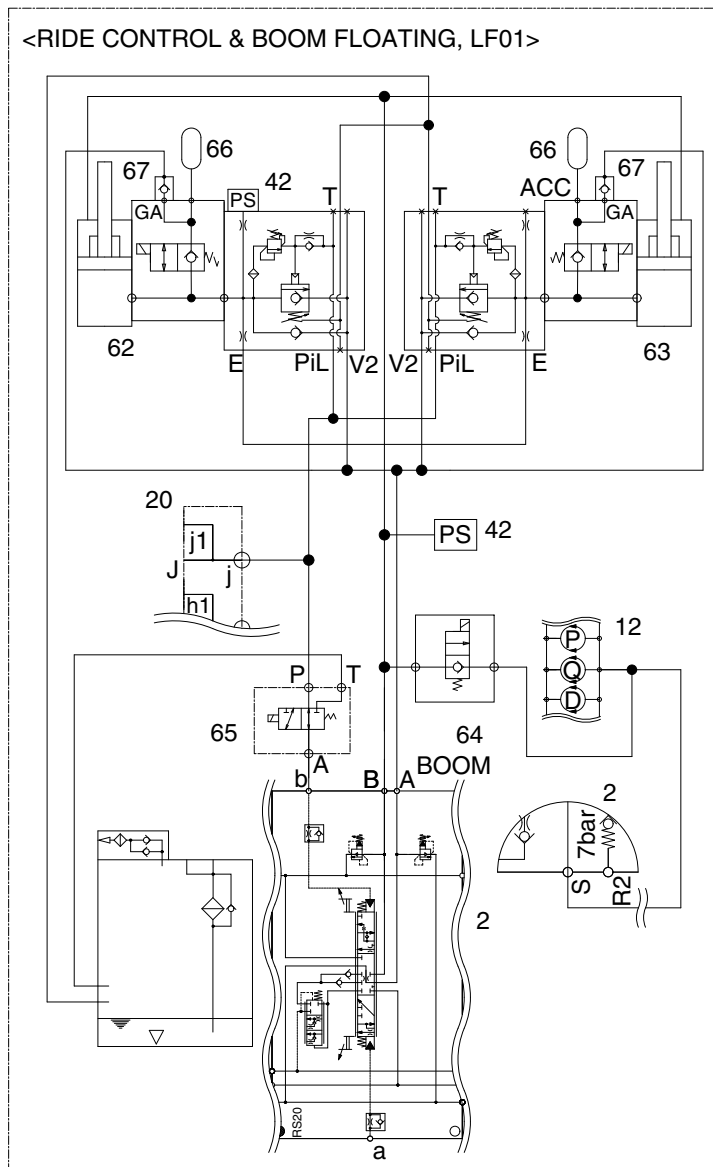 <RIDE CONTROL & BOOM FLOATING, LF01>
66
66
67
42
67
PS
T
T
ACC
GA
GA
62
63
E
PiL
V2
V2
PiL
E
20
j1
PS
42
J
j
h1
12
P
Q
D
P
T
65
64
A
b
B
A
BOOM
2
7bar
S
R2
2
RS20
a